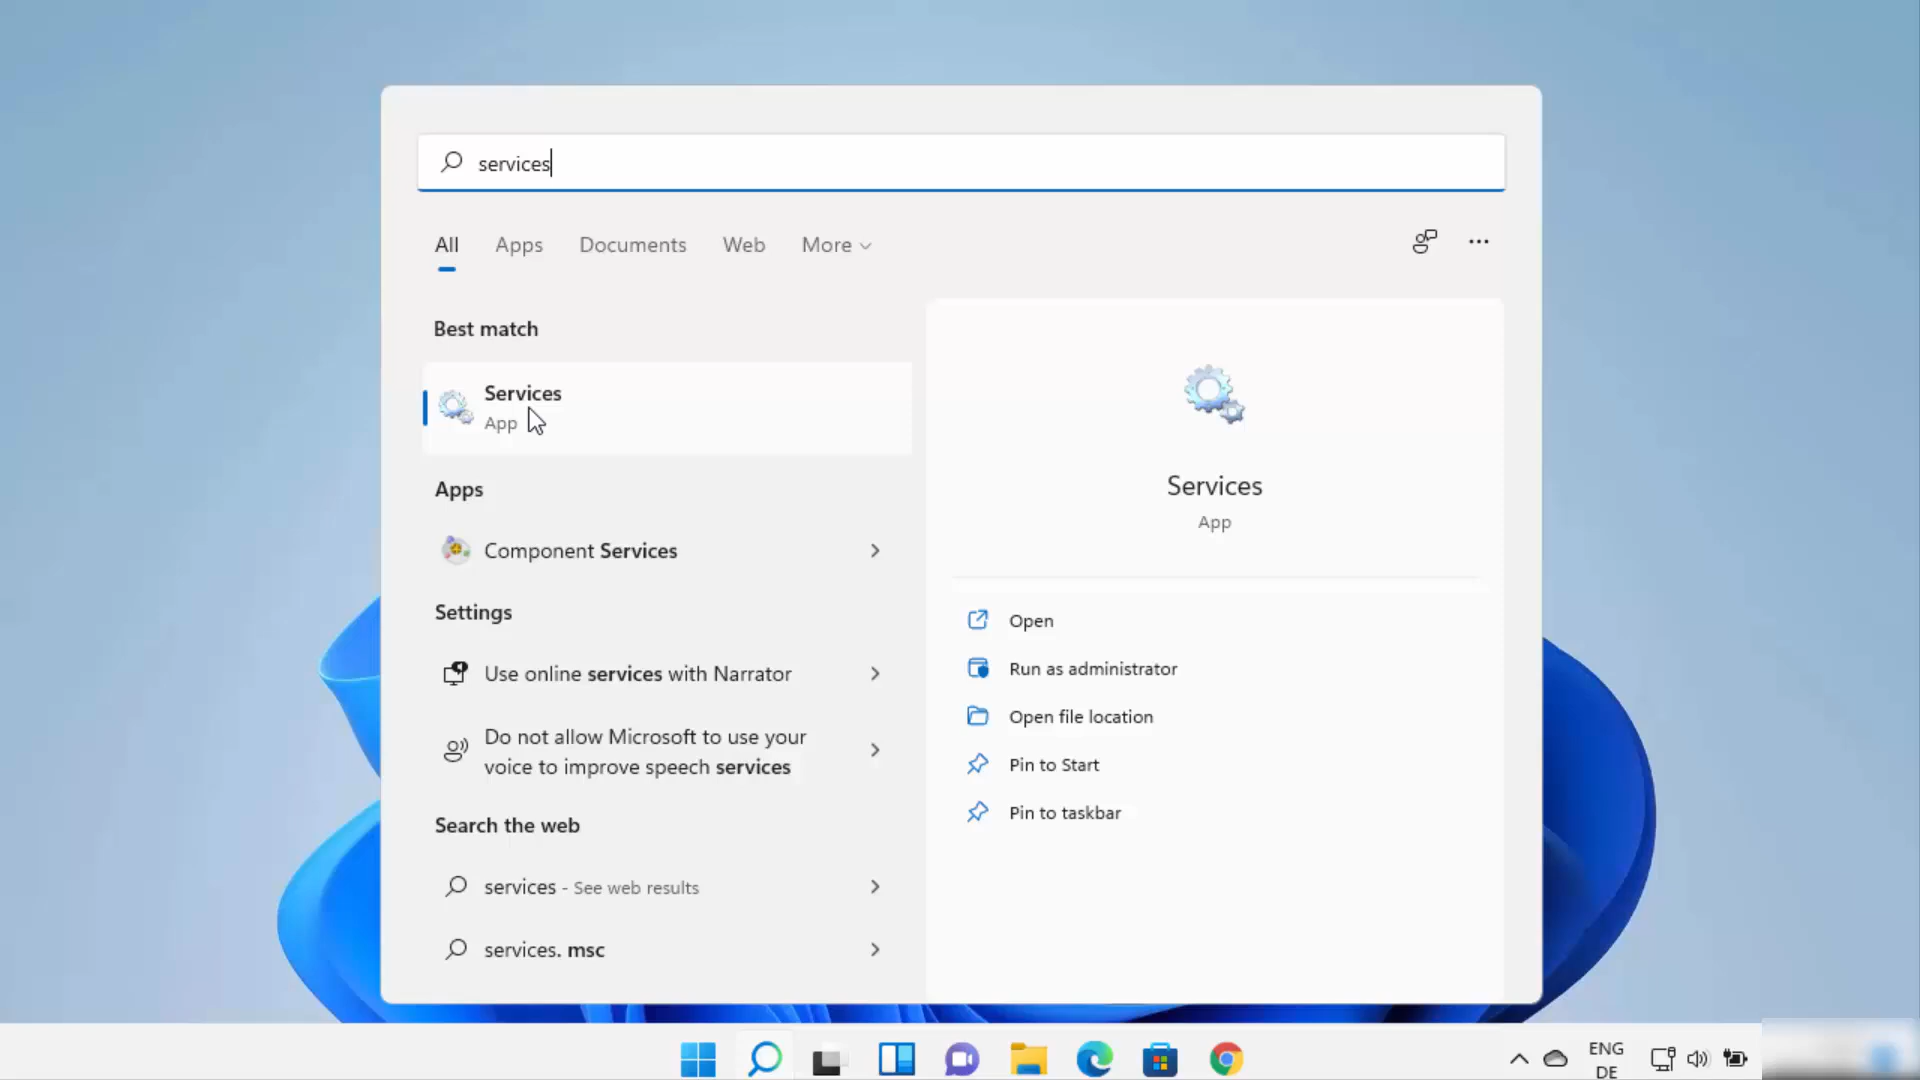 services
All Apps Documents Web More
Best match
Services
App
Apps
Component Services
Settings
Use online services with Narrator
Do not allow Microsoft to use your
voice to improve speech services
Search the web
services - See web results
services. msc
Services
App
Open
Run as administrator
Open file location
Pin to Start
Pin to taskbar
ENG
DE